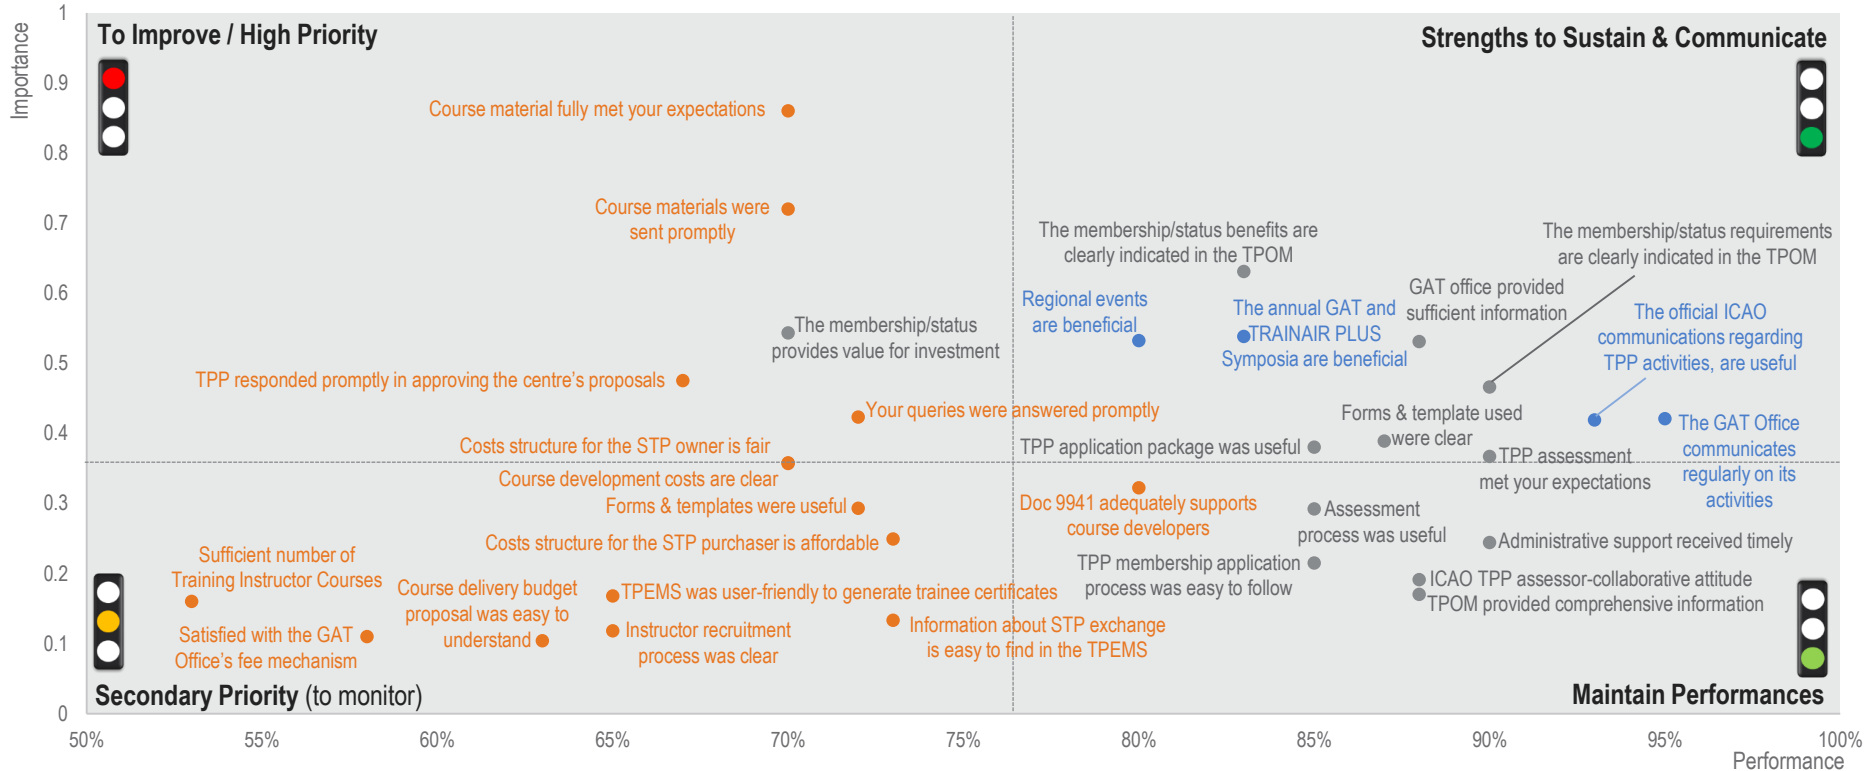 Importance
1
0.9
0.8
0.7
0.6
0.5
0.4
0.3
0.2
0.1
0
To Improve / High Priority
Strengths to Sustain & Communicate
Course material fully met your expectations
Course materials were
sent promptly
The membership/status benefits are
clearly indicated in the TPOM
The membership/status requirements
are clearly indicated in the TPOM
Regional events
are beneficial
The annual GAT and
TRAINAIR PLUS
Symposia are beneficial
GAT office provided
sufficient information
The official ICAO
communications regarding
TPP activities, are useful
The membership/status
provides value for investment
TPP responded promptly in approving the centre's proposals
Your queries were answered promptly
Forms & template used
were clear
The GAT Office
communicates
regularly on its
activities
Costs structure for the STP owner is fair
TPP application package was useful
TPP assessment
met your expectations
Course development costs are clear
Forms & templates were useful
Doc 9941 adequately supports
course developers
Assessment
process was useful
Costs structure for the STP purchaser is affordable
Administrative support received timely
Sufficient number of
Training Instructor Courses
TPP membership application
process was easy to follow
Course delivery budget
proposal was easy to
understand
TPEMS was user-friendly to generate trainee certificates
ICAO TPP assessor-collaborative attitude
TPOM provided comprehensive information
Satisfied with the GAT
Office's fee mechanism
Instructor recruitment
process was clear
Information about STP exchange
is easy to find in the TPEMS
Secondary Priority (to monitor)
Maintain Performances
50%
55%
60%
65%
70%
75%
80%
85%
90%
95%
100%
Performance